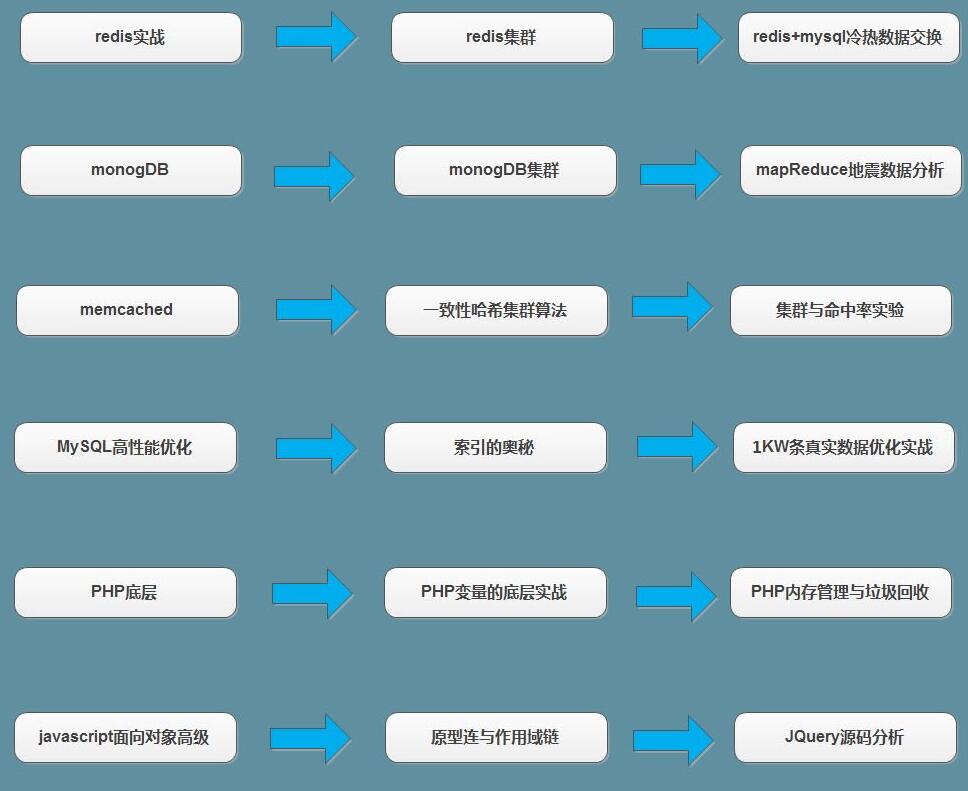 redis实战
redis集群
redis+mysql冷热数据交换
monogDB
monogDB集群
mapReduce地震数据分析
memcached
一致性哈希集群算法
集群与命中率实验
MySQL高性能优化
索引的奥秘
1KW条真实数据优化实战
PHP底层
PHP变量的底层实战
PHP内存管理与垃圾回收
javascript面向对象高级
原型连与作用域链
JQuery源码分析